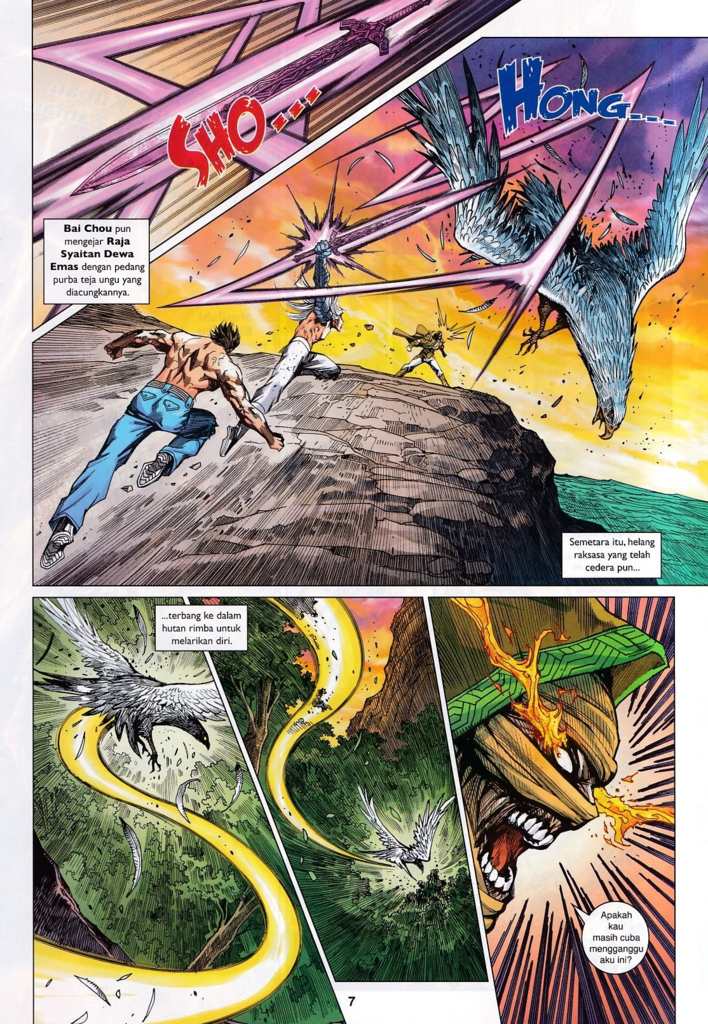 SHO...
HONG...
Bai Chou pun
mengejar Raja
Syaitan Dewa
Emas dengan pedang
purba teja ungu yang
diacungkannya.
Semetara itu, helang
raksasa yang telah
cedera pun...
...terbang ke dalam
hutan rimba untuk
melarikan diri.
Apakah
kau
masih cuba
mengganggu
aku ini?
7